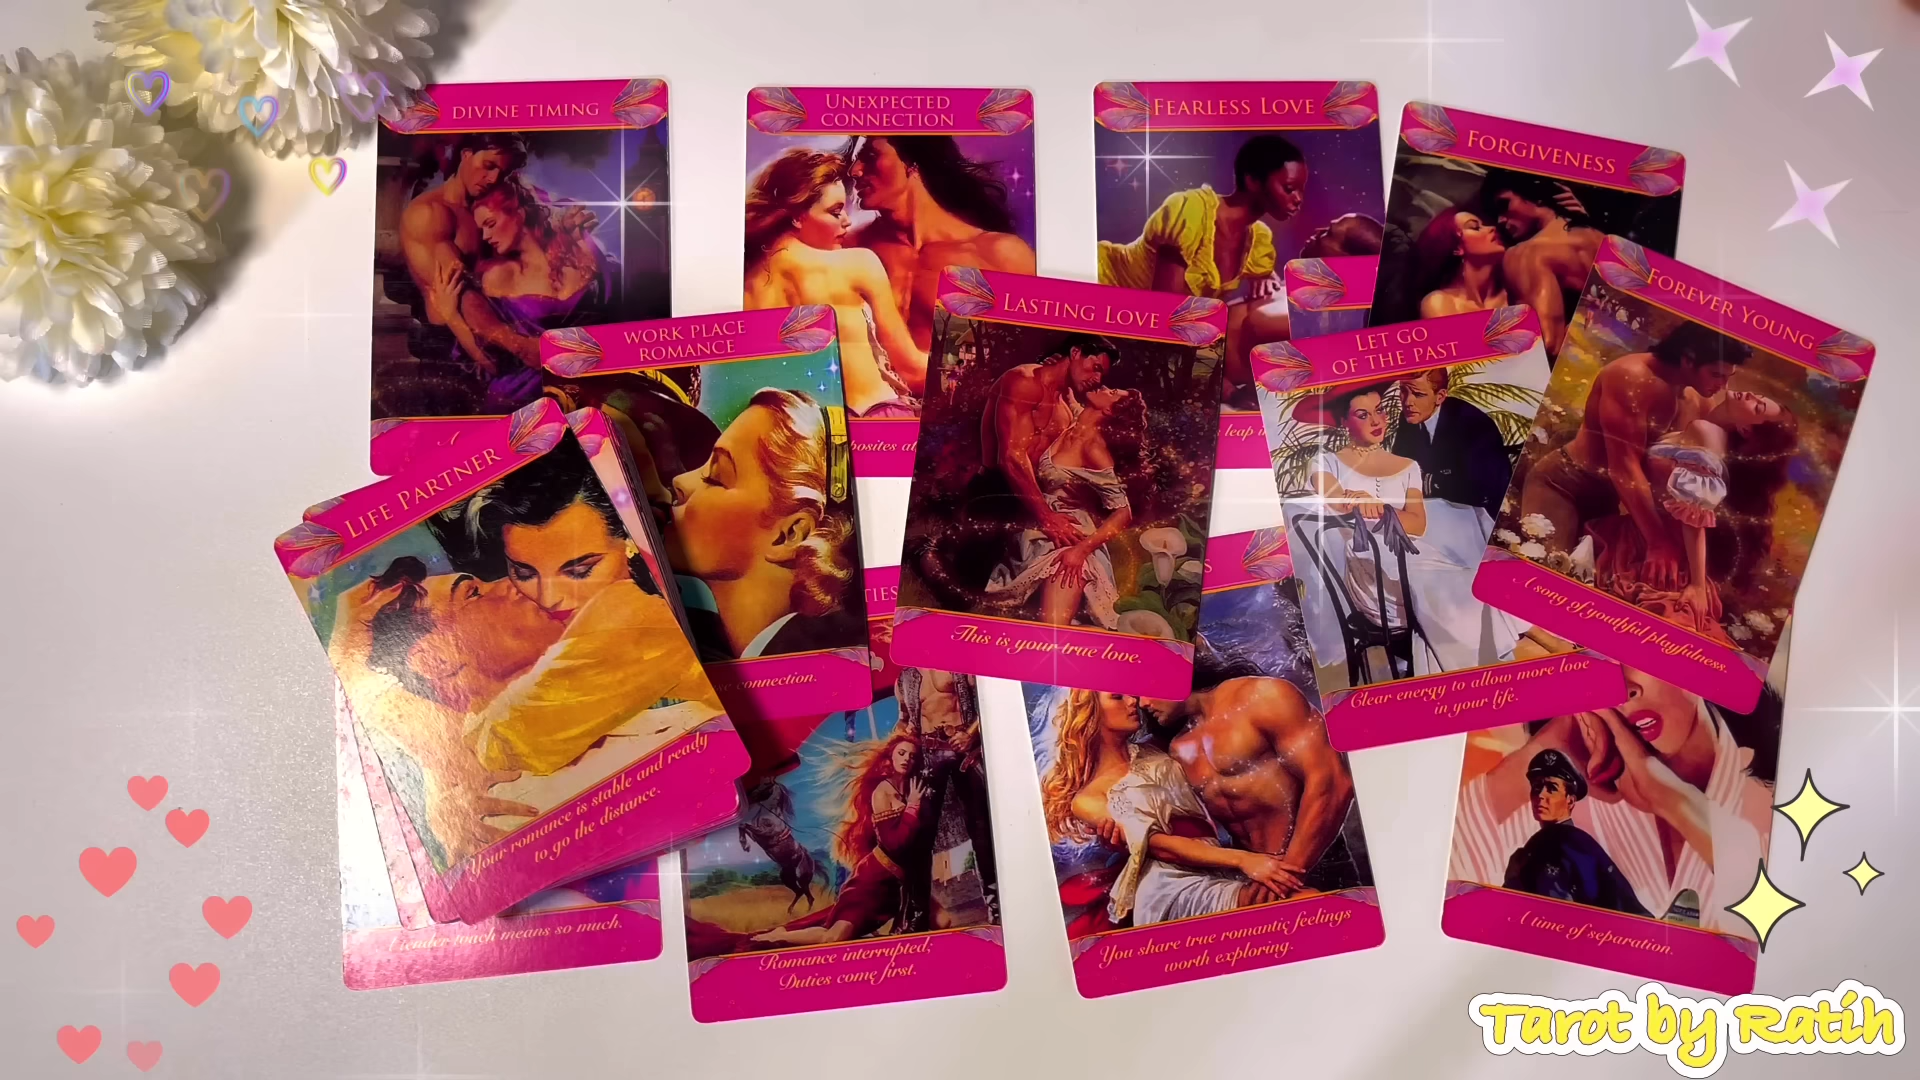 DIVINE TIMING
A
UNEXPECTED
CONNECTION
FEARLESS LOVE
leap
FORGIVENESS
WORK PLACE
ROMANCE
connection.
LASTING LOVE
This is your true love.
LET GO
OF THE PAST
Clear energy to allow more love
in your life.
FOREVER YOUNG
A song of youthful playfulness.
LIFE PARTNER
Your romance is stable and ready
to go the distance.
A tender touch means so much.
Romance interrupted;
Duties come first.
You share true romantic feelings
worth exploring.
A time of separation.
Tarot by Ratih